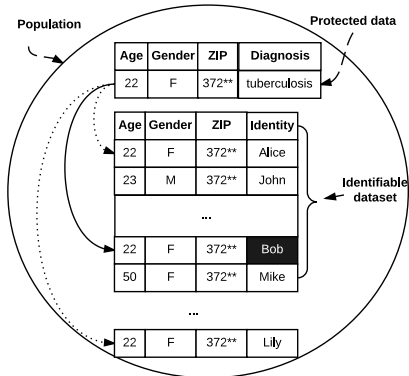 Population
Protected data
Age Gender ZIP Diagnosis
22 F 372** tuberculosis
Age Gender ZIP Identity
22 F 372** Alice
23 M 372** John
...
22 F 372** Bob
50 F 372** Mike
Identifiable
dataset
...
22 F 372** Lily